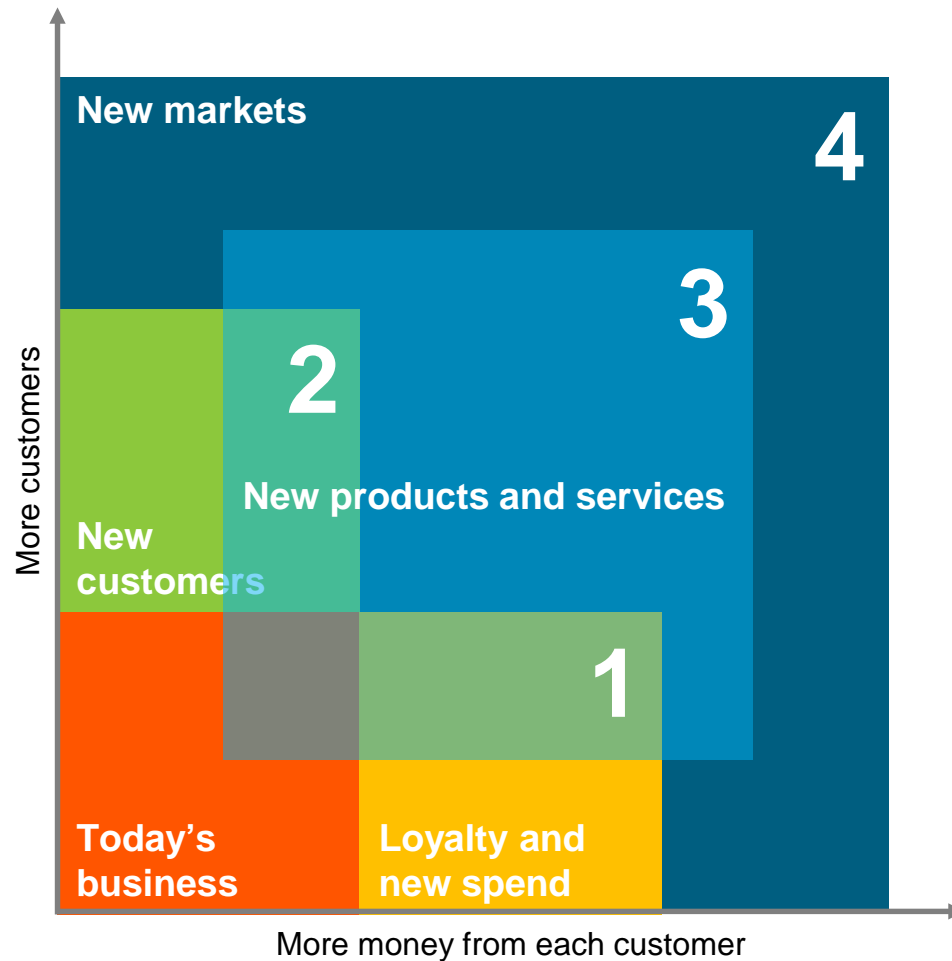 New markets
4
3
2
New products and services
New
customers
1
Today’s
business
Loyalty and
new spend
More customers
More money from each customer